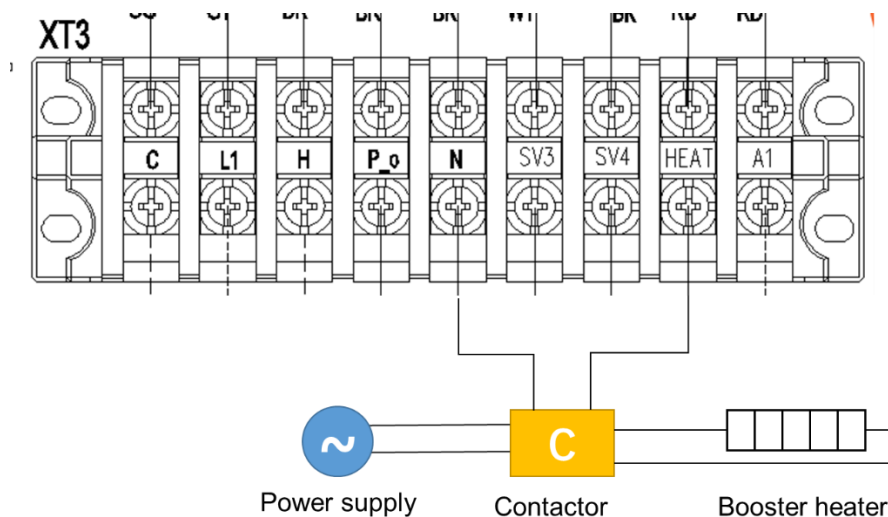 XT3
C L1 H P_o N SV3 SV4 HEAT A1
C
Power supply Contactor Booster heater